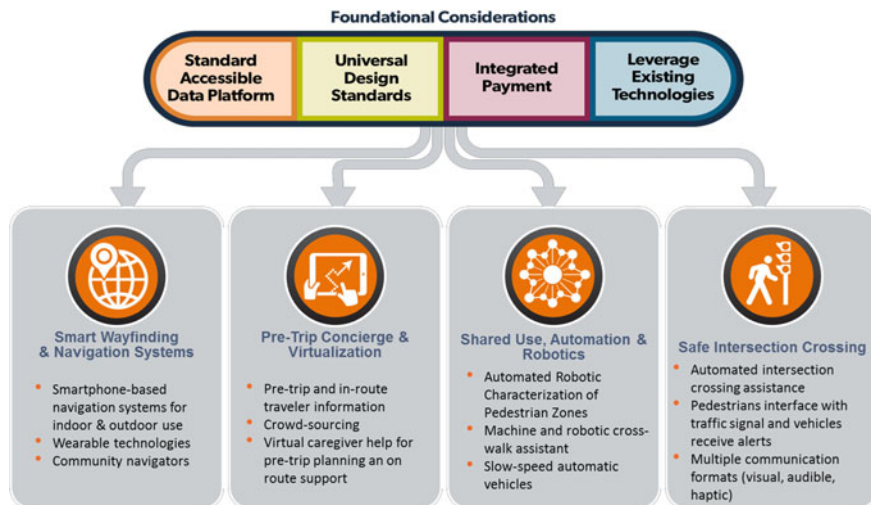 Foundational Considerations
Standard
Accessible
Data Platform
Universal
Design
Standards
Integrated
Payment
Leverage
Existing
Technologies
Smart Wayfinding
& Navigation Systems
• Smartphone-based
navigation systems for
indoor & outdoor use
• Wearable technologies
• Community navigators
Pre-Trip Concierge &
Virtualization
• Pre-trip and in-route
traveler information
• Crowd-sourcing
• Virtual caregiver help for
pre-trip planning an on
route support
Shared Use, Automation &
Robotics
• Automated Robotic
Characterization of
Pedestrian Zones
• Machine and robotic cross-
walk assistant
• Slow-speed automatic
vehicles
Safe Intersection Crossing
• Automated intersection
crossing assistance
• Pedestrians interface with
traffic signal and vehicles
receive alerts
• Multiple communication
formats (visual, audible,
haptic)